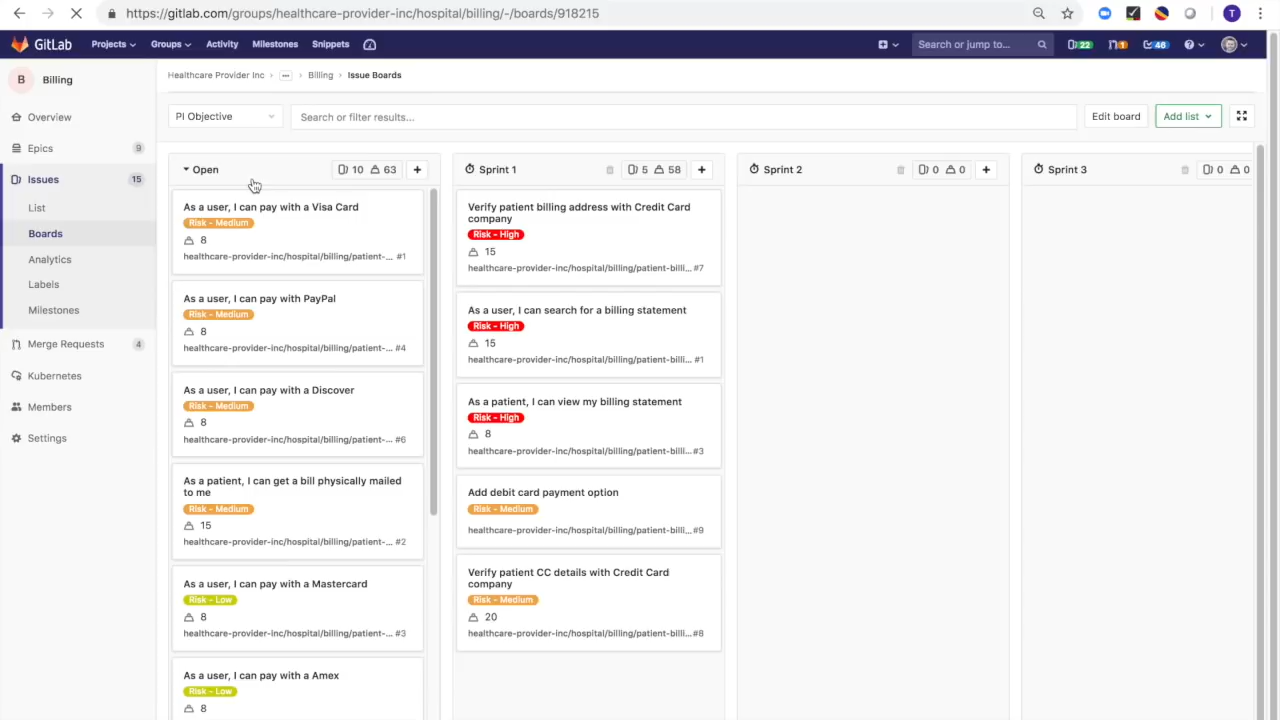 https://gitlab.com/groups/healthcare-provider-inc/hospital/billing/-/boards/918215
T
GitLab Projects Groups Activity Milestones Snippets Search or jump to... 22 1 48
B Billing
Overview
Epics 9
Issues 15
List
Boards
Analytics
Labels
Milestones
Merge Requests 4
Kubernetes
Members
Settings
Healthcare Provider Inc › ... › Billing › Issue Boards
PI Objective Search or filter results... Edit board Add list
Open 10 63 +
As a user, I can pay with a Visa Card
Risk - Medium
8
healthcare-provider-inc/hospital/billing/patient-... #1
As a user, I can pay with PayPal
Risk - Medium
8
healthcare-provider-inc/hospital/billing/patient-... #4
As a user, I can pay with a Discover
Risk - Medium
8
healthcare-provider-inc/hospital/billing/patient-... #6
As a patient, I can get a bill physically mailed
to me
Risk - Medium
15
healthcare-provider-inc/hospital/billing/patient-... #2
As a user, I can pay with a Mastercard
Risk - Low
8
healthcare-provider-inc/hospital/billing/patient-... #3
As a user, I can pay with a Amex
Risk - Low
8
Sprint 1 5 58 +
Verify patient billing address with Credit Card
company
Risk - High
15
healthcare-provider-inc/hospital/billing/patient-billi... #7
As a user, I can search for a billing statement
Risk - High
15
healthcare-provider-inc/hospital/billing/patient-billi... #1
As a patient, I can view my billing statement
Risk - High
8
healthcare-provider-inc/hospital/billing/patient-billi... #3
Add debit card payment option
Risk - Medium
healthcare-provider-inc/hospital/billing/patient-billi... #9
Verify patient CC details with Credit Card
company
Risk - Medium
20
healthcare-provider-inc/hospital/billing/patient-billi... #8
Sprint 2 0 0 +
Sprint 3 0 0